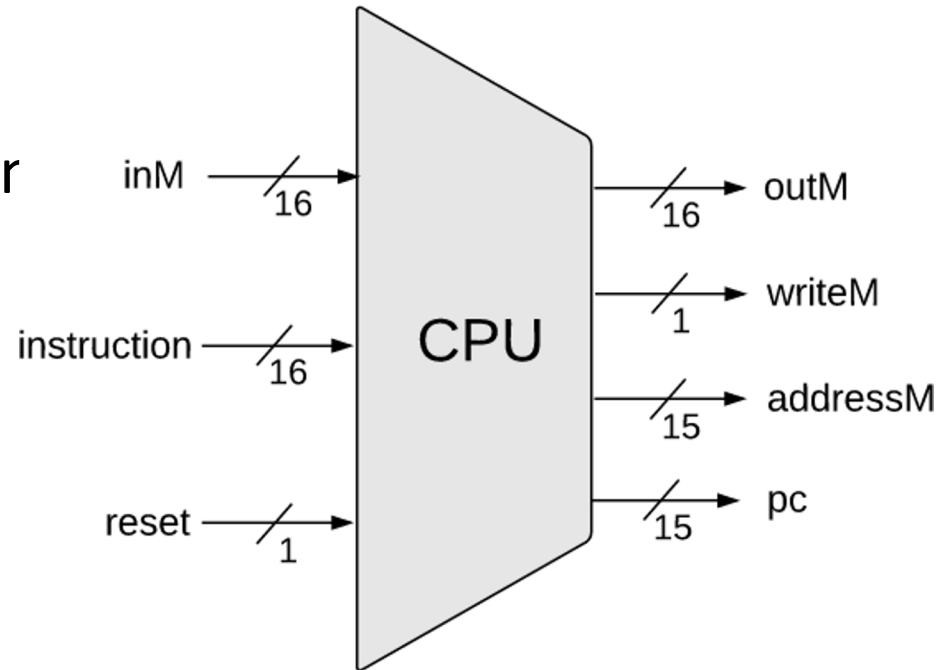 r
inM
16
instruction
16
reset
1
CPU
outM
16
writeM
1
addressM
15
pc
15